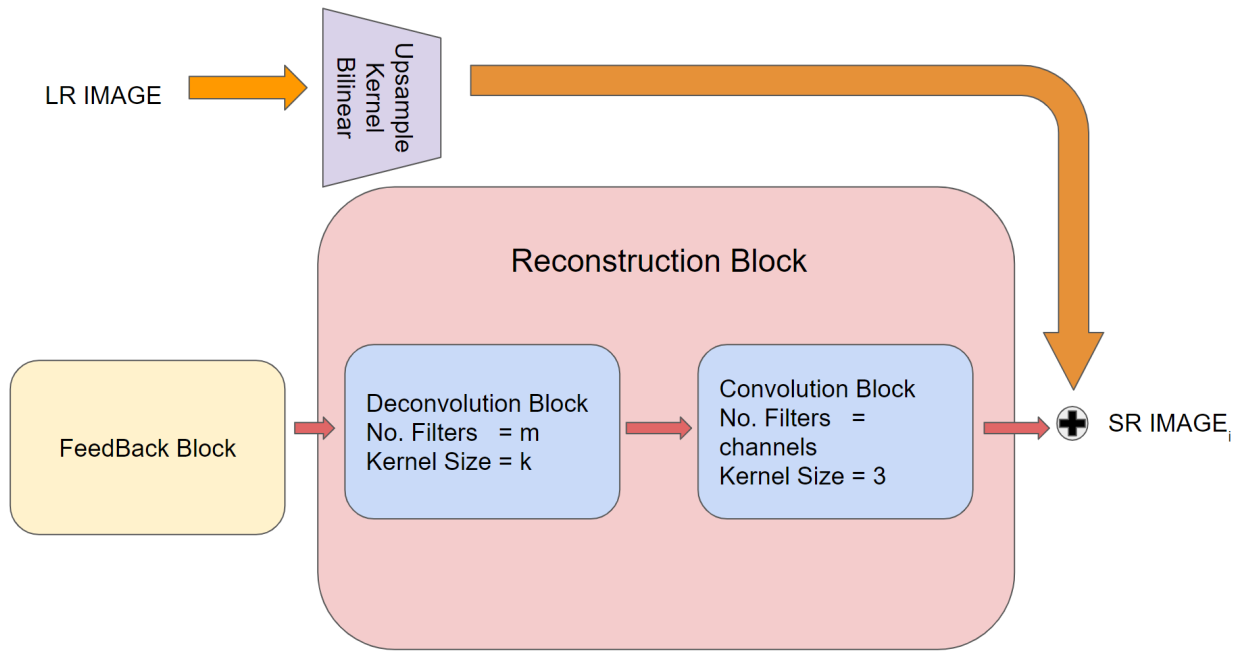 LR IMAGE
Upsample
Kernel
Bilinear
Reconstruction Block
FeedBack Block
Deconvolution Block
No. Filters = m
Kernel Size = k
Convolution Block
No. Filters =
channels
Kernel Size = 3
SR IMAGEi